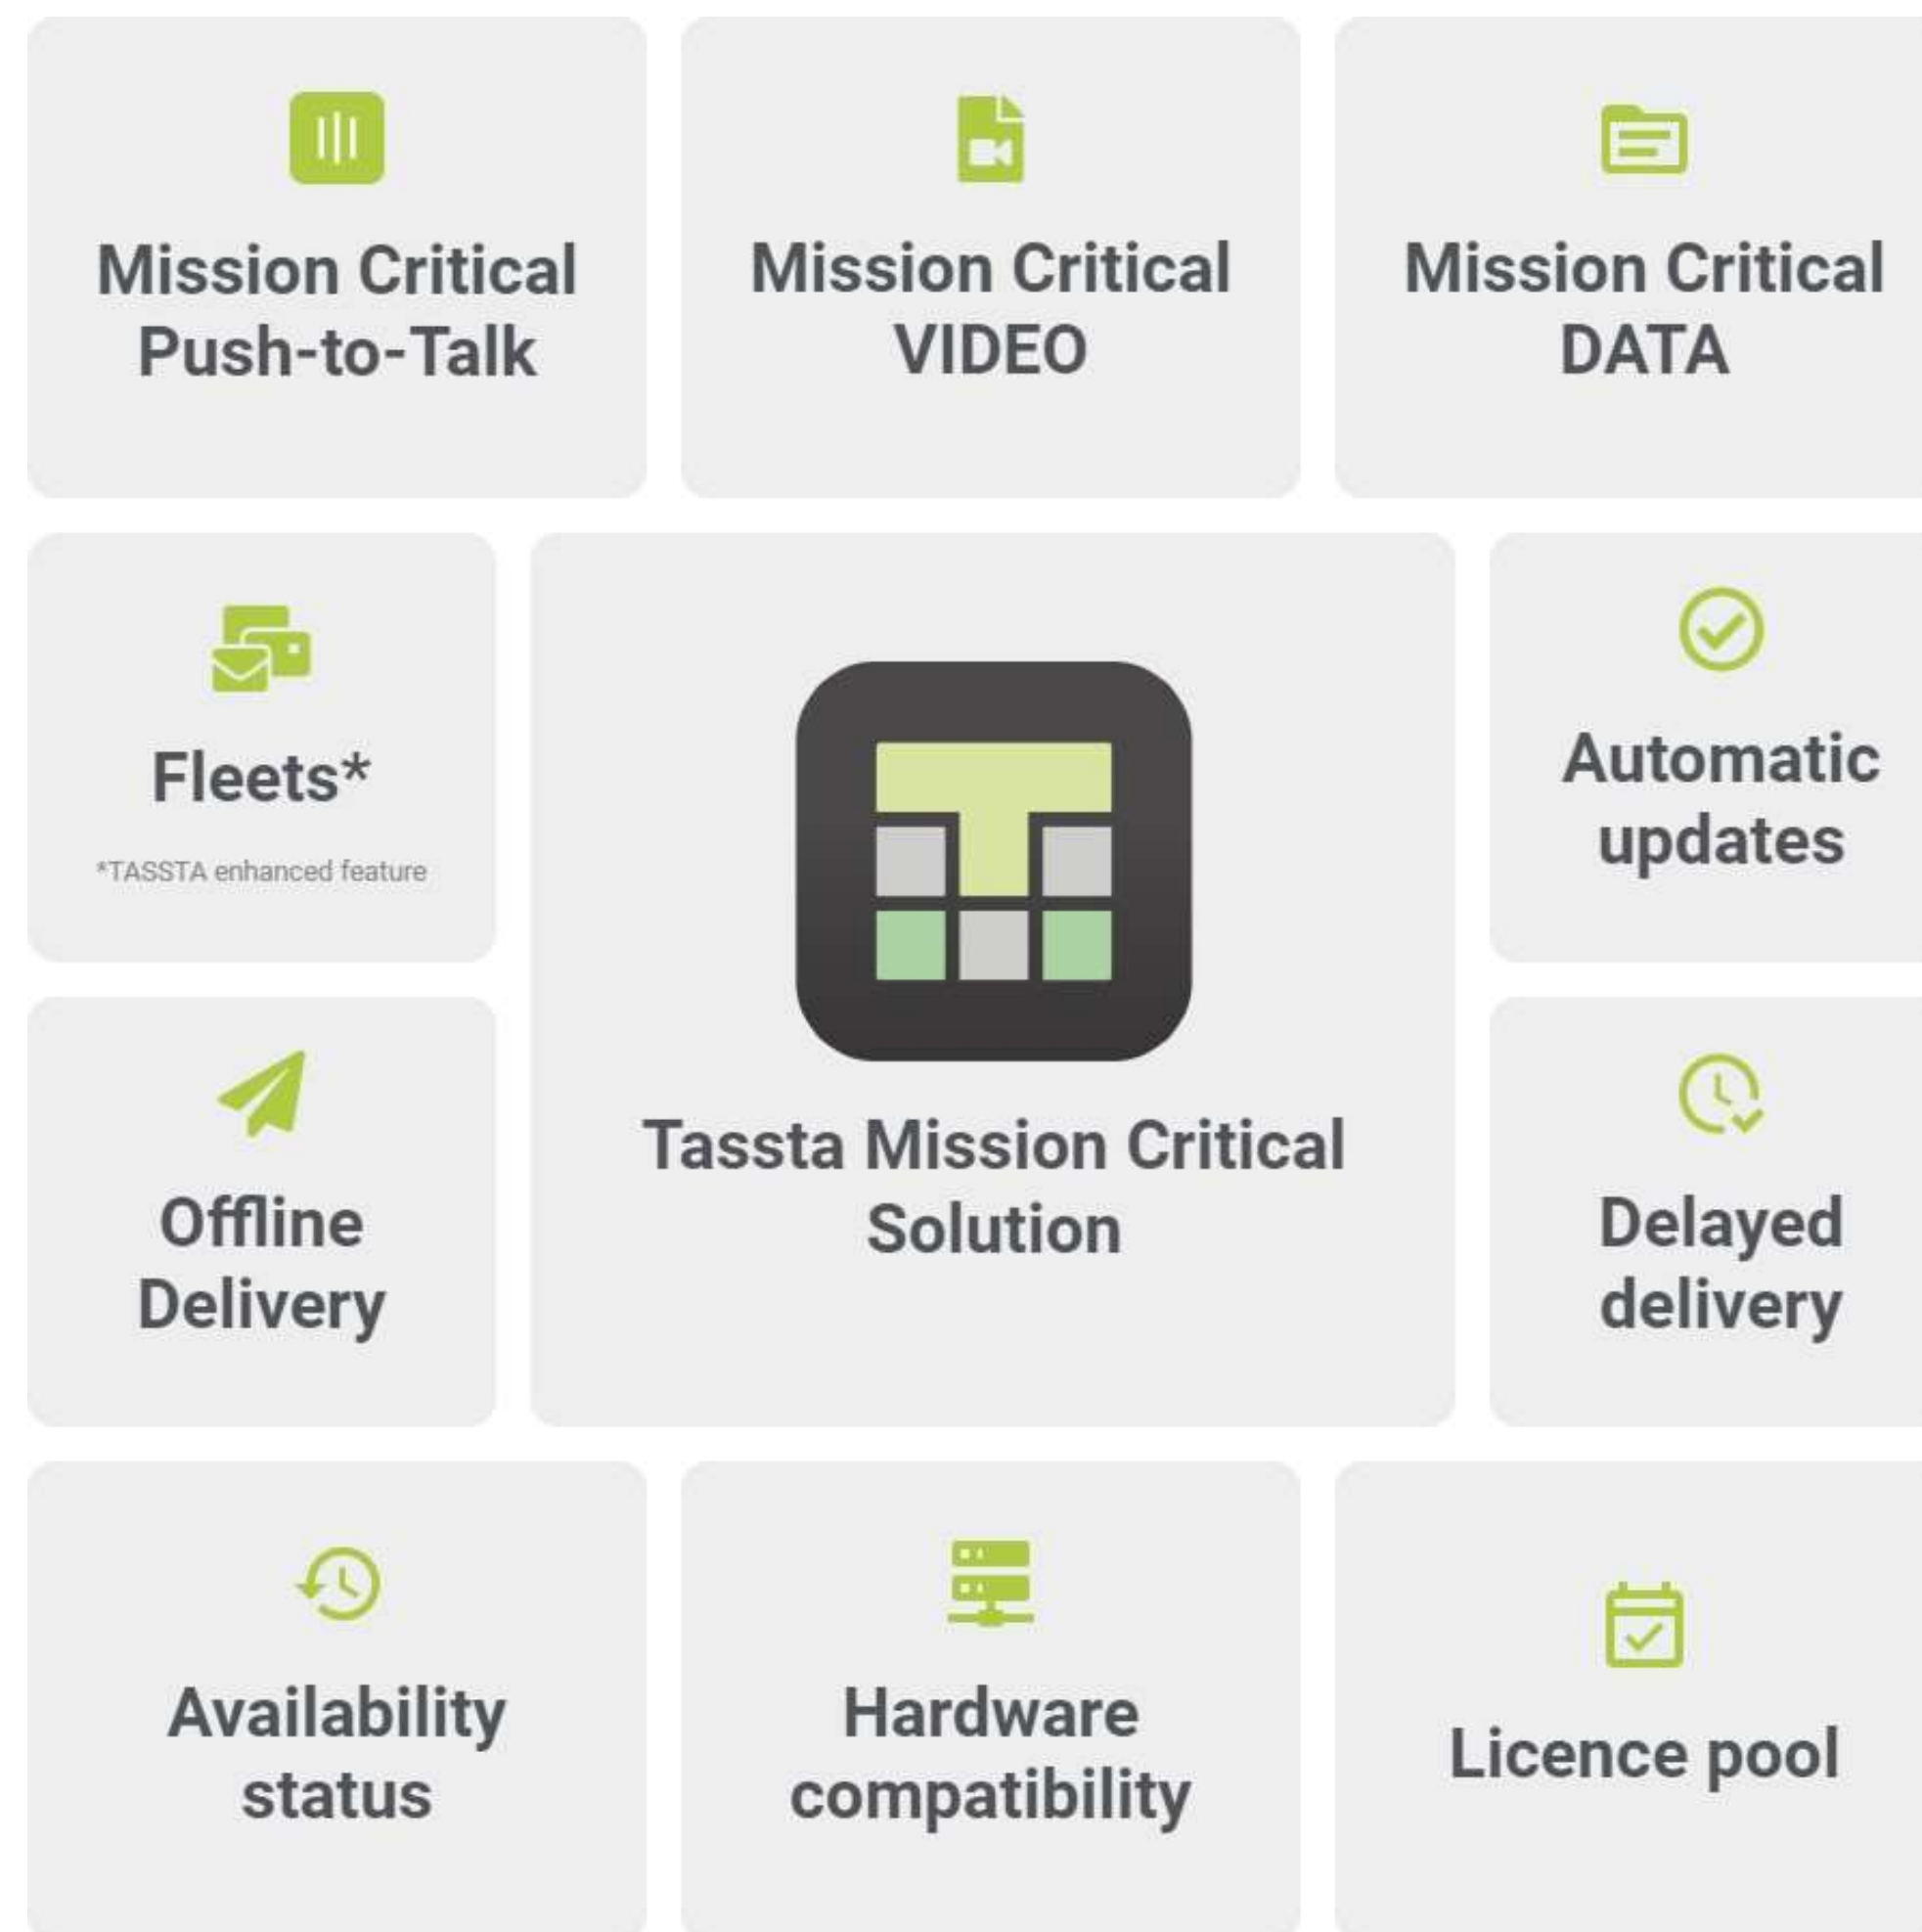 Mission Critical
Push-to-Talk
Mission Critical
VIDEO
Mission Critical
DATA
Fleets*
*TASSTA enhanced feature
Tassta Mission Critical
Solution
Automatic
updates
Offline
Delivery
Delayed
delivery
Availability
status
Hardware
compatibility
Licence pool